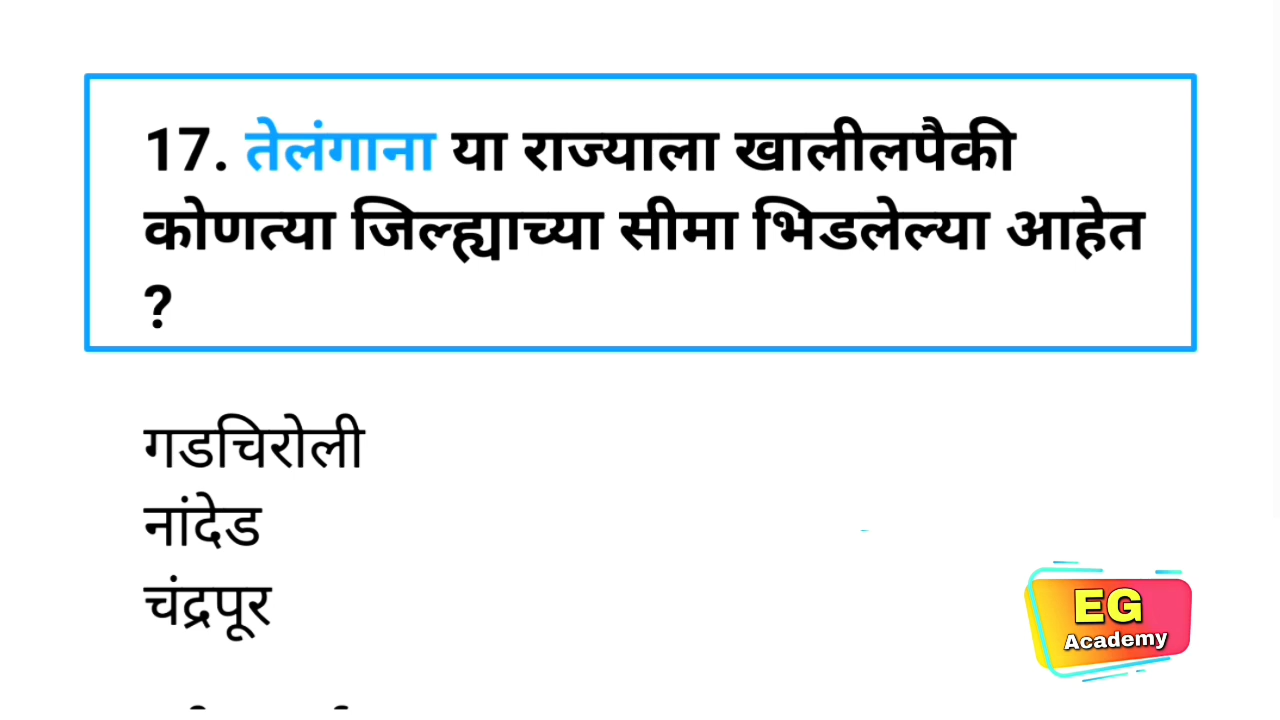 17. तेलंगाना या राज्याला खालीलपैकी
कोणत्या जिल्ह्याच्या सीमा भिडलेल्या आहेत
?
गडचिरोली
नांदेड
चंद्रपूर
EG
Academy